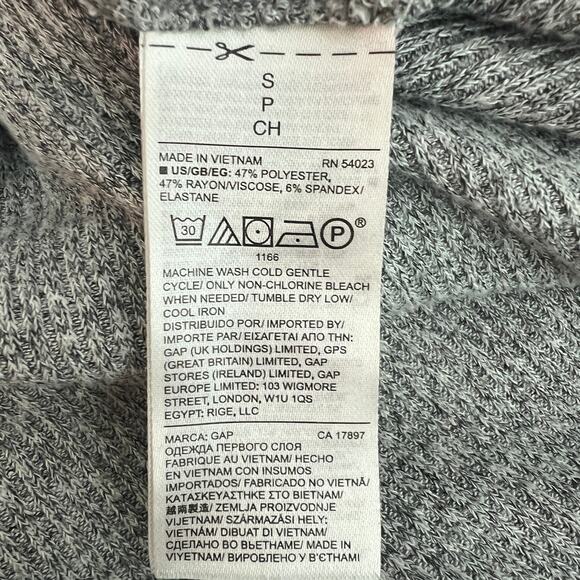 S
P
CH
MADE IN VIETNAM RN 54023
US/GB/EG: 47% POLYESTER,
47% RAYON/VISCOSE, 6% SPANDEX/
ELASTANE
30 P ®
1166
MACHINE WASH COLD GENTLE
CYCLE/ ONLY NON-CHLORINE BLEACH
WHEN NEEDED/ TUMBLE DRY LOW/
COOL IRON
DISTRIBUIDO POR/ IMPORTED BY/
IMPORTE PAR/ ΕΙΣΑΓΕΤΑΙ ΑΠΟ ΤΗΝ:
GAP (UK HOLDINGS) LIMITED, GPS
(GREAT BRITAIN) LIMITED, GAP
STORES (IRELAND) LIMITED, GAP
EUROPE LIMITED: 103 WIGMORE
STREET, LONDON, W1U 1QS
EGYPT: RIGE, LLC
MARCA: GAP CA 17897
ОДЕЖДА ПЕРВОГО СЛОЯ
FABRIQUE AU VIETNAM/ HECHO
EN VIETNAM CON INSUMOS
IMPORTADOS/ FABRICADO NO VIETNÃ/
ΚΑΤΑΣΚΕΥΑΣΤΗΚΕ ΣΤΟ ΒΙΕΤΝΑΜ/
越南製造/ ZEMLJA PROIZVODNJE
VIJETNAM/ SZÁRMAZÁSI HELY:
VIETNÁM/ DIBUAT DI VIETNAM/
СДЕЛАНО ВО ВЬЕТНАМЕ/ MADE IN
VIYETNAM/ ВИРОБЛЕНО У В'ЄТНАМІ